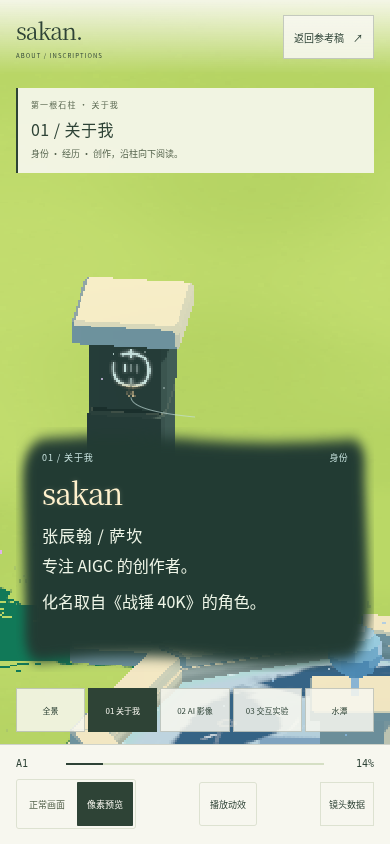 sakan.
ABOUT / INSCRIPTIONS
返回参考稿 ↗
第一根石柱 · 关于我
01 / 关于我
身份 · 经历 · 创作，沿柱向下阅读。
01 / 关于我 身份
sakan
张辰翰 / 萨坎
专注 AIGC 的创作者。
化名取自《战锤 40K》的角色。
全景 01 关于我 02 AI 影像 03 交互实验 水潭
A1 14%
正常画面 像素预览 播放动效 镜头数据